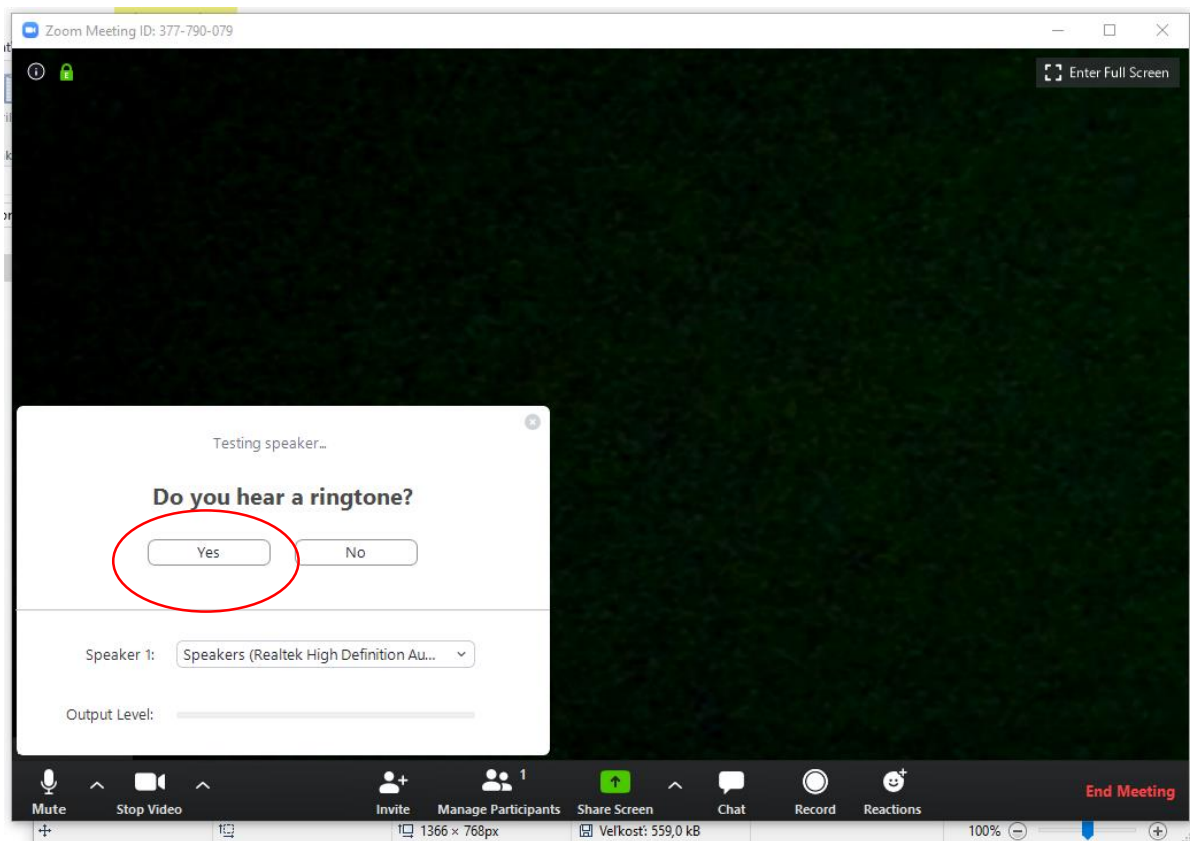 Zoom Meeting ID: 377-790-079
Enter Full Screen
Testing speaker...
Do you hear a ringtone?
Yes No
Speaker 1: Speakers (Realtek High Definition Au...
Output Level:
1
Mute Stop Video Invite Manage Participants Share Screen Chat Record Reactions End Meeting
1366 × 768px Veľkosť: 559,0 kB 100%